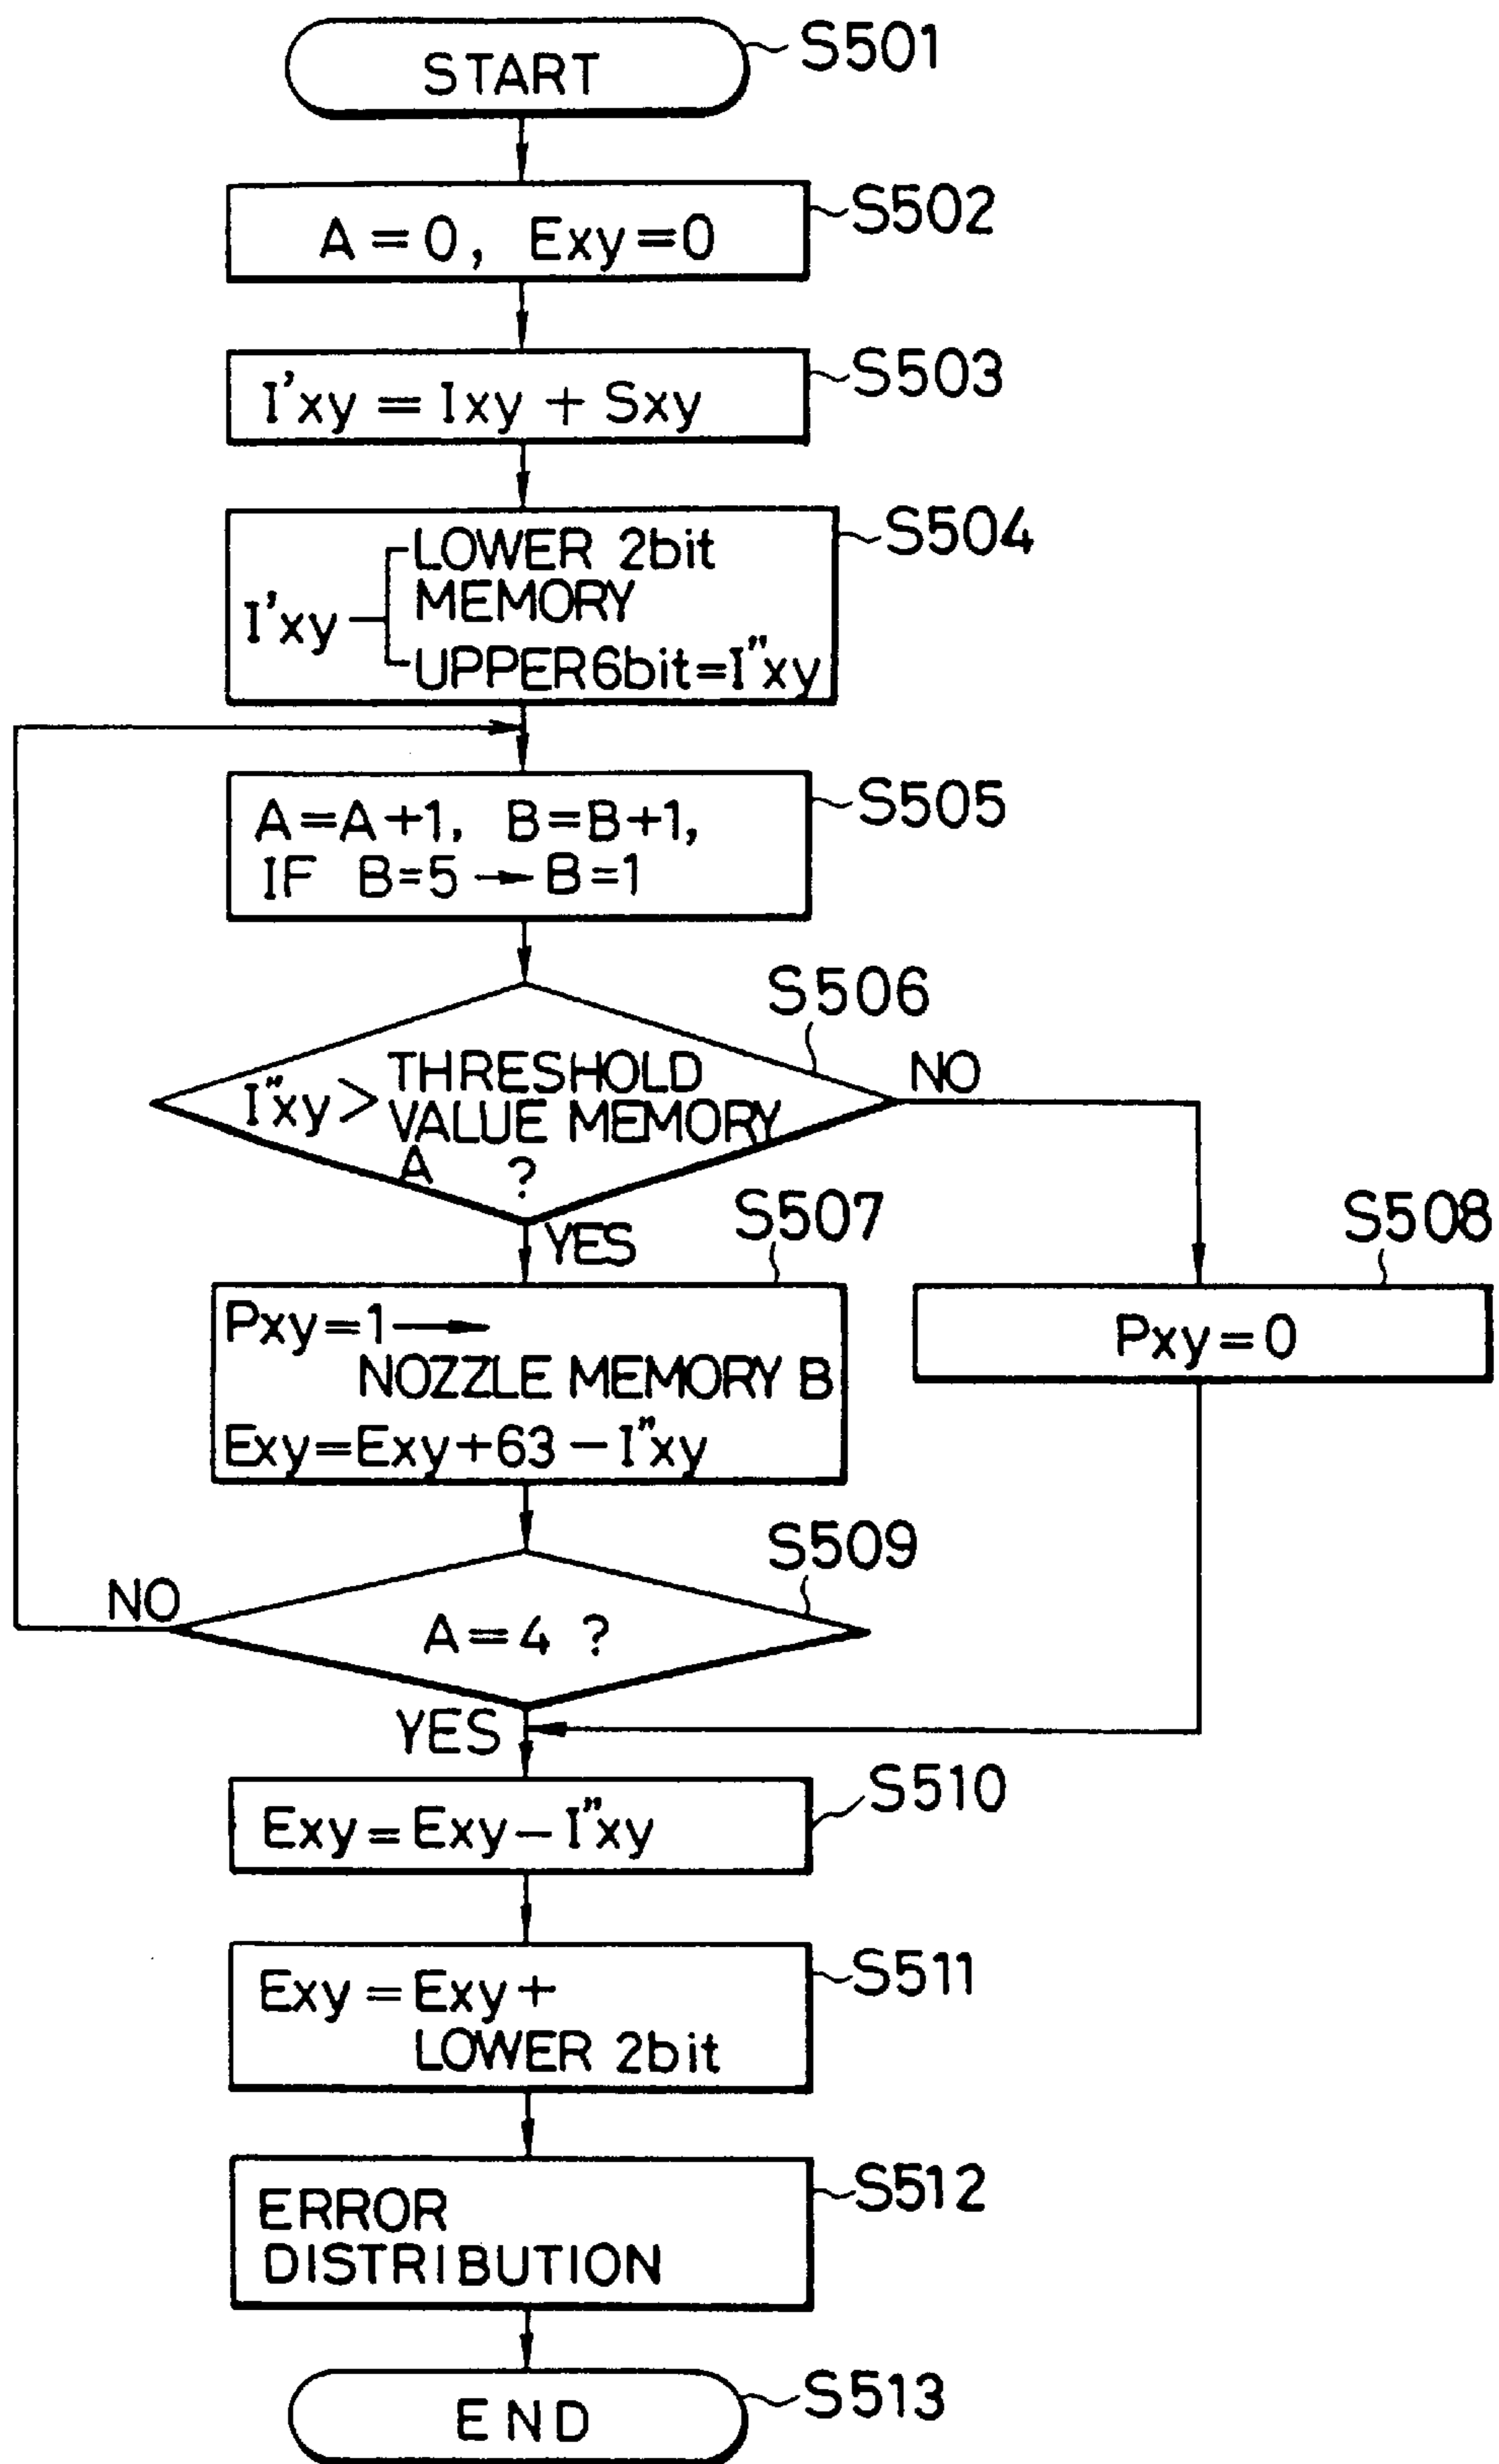 START
S501
A=0, Exy=0
S502
I'xy = Ixy + Sxy
S503
I'xy
LOWER 2bit
MEMORY
UPPER6bit=I"xy
S504
A=A+1, B=B+1,
IF B=5→B=1
S505
S506
I"xy>
THRESHOLD
VALUE MEMORY
A ?
NO
YES
S507
Pxy=1→
NOZZLE MEMORY B
Exy=Exy+63-I"xy
S508
Pxy=0
S509
NO
A=4 ?
YES
Exy=Exy-I"xy
S510
Exy=Exy+
LOWER 2bit
S511
ERROR
DISTRIBUTION
S512
END
S513